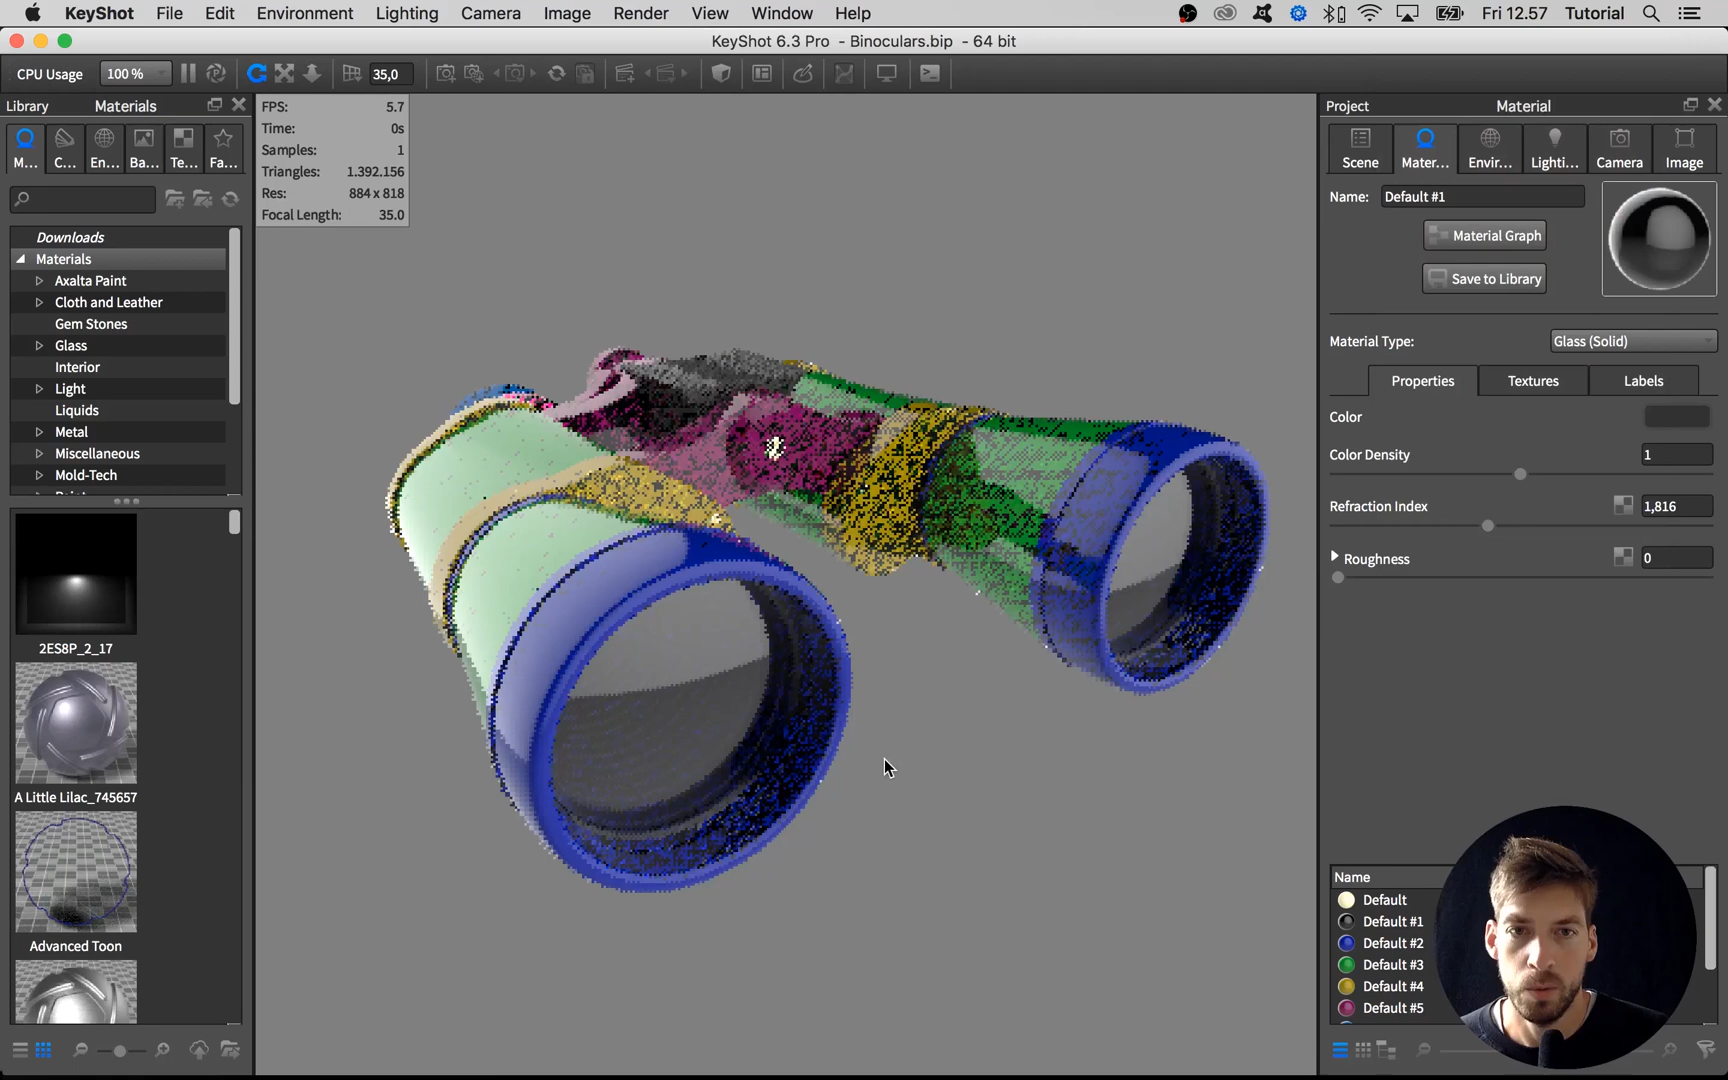 KeyShot File Edit Environment Lighting Camera Image Render View Window Help Fri 12.57 Tutorial
KeyShot 6.3 Pro - Binoculars.bip - 64 bit
CPU Usage 100 % 35,0
Library Materials
M... C... En... Ba... Te... Fa...
Downloads
Materials
Axalta Paint
Cloth and Leather
Gem Stones
Glass
Interior
Light
Liquids
Metal
Miscellaneous
Mold-Tech
2ES8P_2_17
A Little Lilac_745657
Advanced Toon
FPS: 5.7
Time: 0s
Samples: 1
Triangles: 1.392.156
Res: 884 x 818
Focal Length: 35.0
Project Material
Scene Mater... Envir... Lighti... Camera Image
Name: Default #1
Material Graph
Save to Library
Material Type: Glass (Solid)
Properties Textures Labels
Color
Color Density 1
Refraction Index 1,816
Roughness 0
Name
Default
Default #1
Default #2
Default #3
Default #4
Default #5